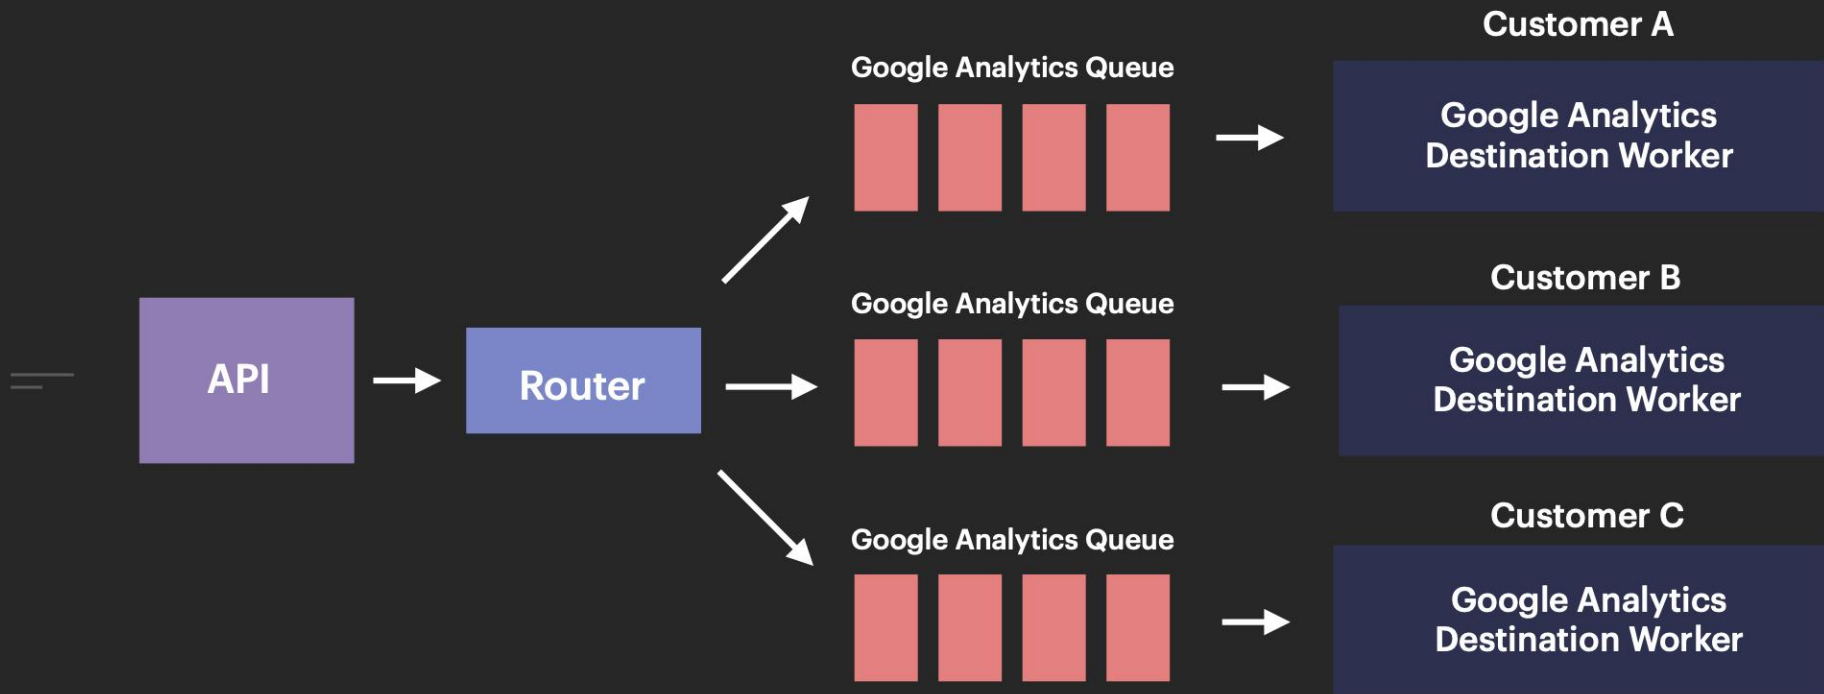 Customer A
Google Analytics Queue
Google Analytics
Destination Worker
API
Router
Customer B
Google Analytics Queue
Google Analytics
Destination Worker
Customer C
Google Analytics Queue
Google Analytics
Destination Worker